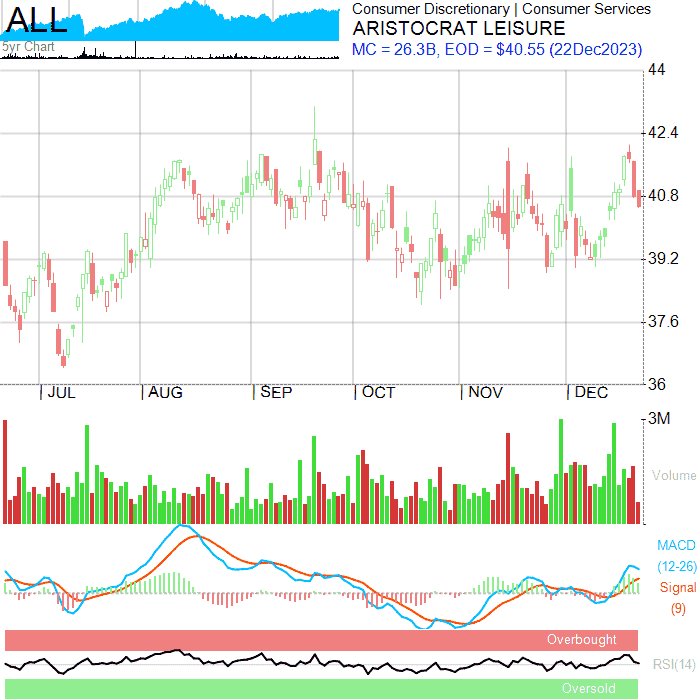 ALL
5yr Chart
Consumer Discretionary | Consumer Services
ARISTOCRAT LEISURE
MC = 26.3B, EOD = $40.55 (22Dec2023)
44
42.4
40.8
39.2
37.6
36
JUL
AUG
SEP
OCT
NOV
DEC
3M
Volume
MACD
(12-26)
Signal
(9)
Overbought
RSI(14)
Oversold